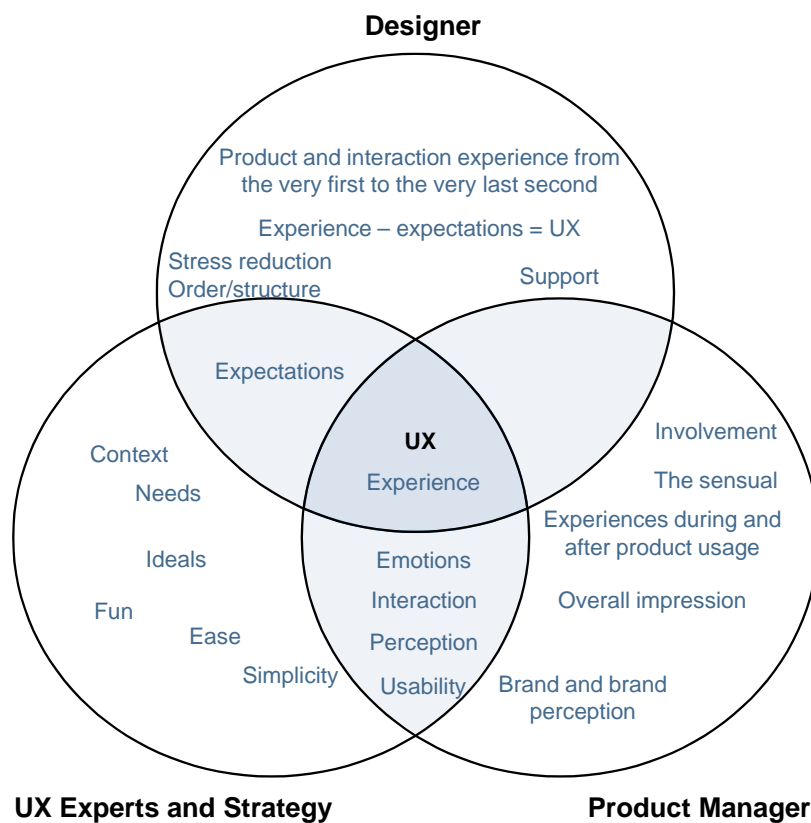 Designer
Product and interaction experience from
the very first to the very last second
Experience – expectations = UX
Stress reduction
Order/structure
Support
Expectations
UX
Experience
Involvement
The sensual
Experiences during and
after product usage
Overall impression
Brand and brand
perception
Context
Needs
Ideals
Fun
Ease
Simplicity
Emotions
Interaction
Perception
Usability
UX Experts and Strategy
Product Manager